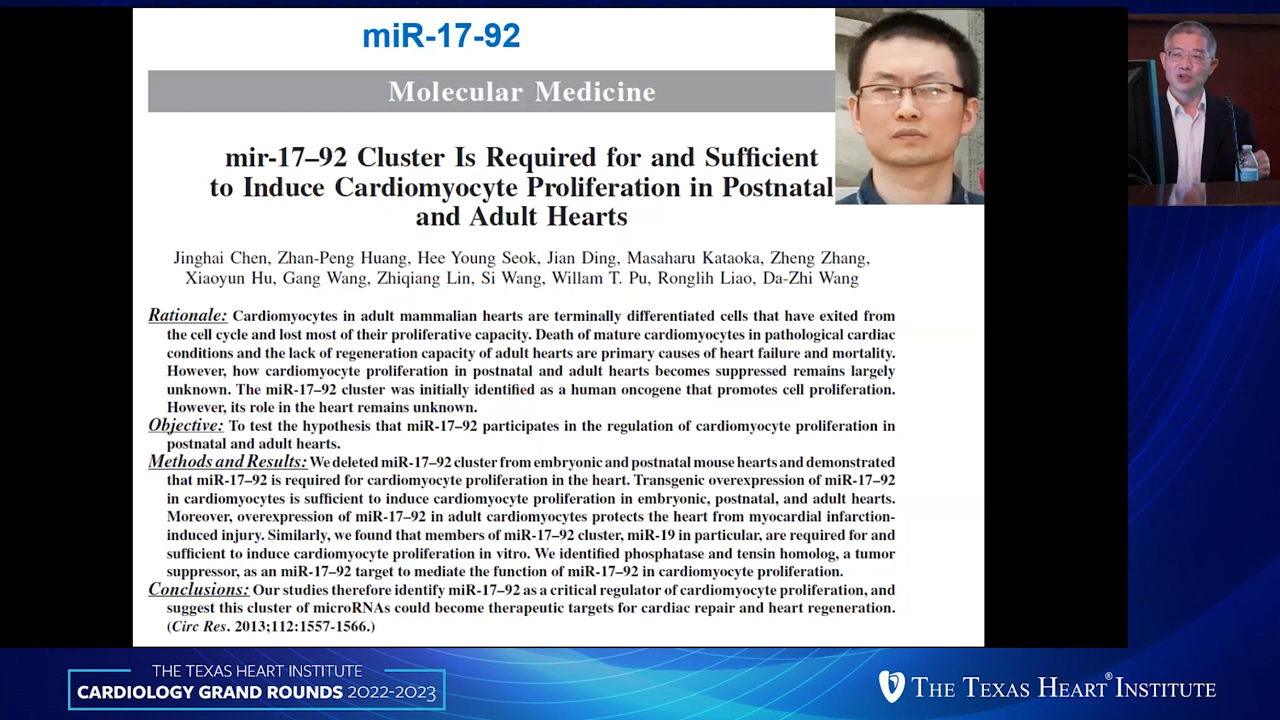 miR-17-92
Molecular Medicine
mir-17–92 Cluster Is Required for and Sufficient
to Induce Cardiomyocyte Proliferation in Postnatal
and Adult Hearts
Jinghai Chen, Zhan-Peng Huang, Hee Young Seok, Jian Ding, Masaharu Kataoka, Zheng Zhang,
Xiaoyun Hu, Gang Wang, Zhiqiang Lin, Si Wang, Willam T. Pu, Ronglih Liao, Da-Zhi Wang
Rationale: Cardiomyocytes in adult mammalian hearts are terminally differentiated cells that have exited from
the cell cycle and lost most of their proliferative capacity. Death of mature cardiomyocytes in pathological cardiac
conditions and the lack of regeneration capacity of adult hearts are primary causes of heart failure and mortality.
However, how cardiomyocyte proliferation in postnatal and adult hearts becomes suppressed remains largely
unknown. The miR-17–92 cluster was initially identified as a human oncogene that promotes cell proliferation.
However, its role in the heart remains unknown.
Objective: To test the hypothesis that miR-17–92 participates in the regulation of cardiomyocyte proliferation in
postnatal and adult hearts.
Methods and Results: We deleted miR-17–92 cluster from embryonic and postnatal mouse hearts and demonstrated
that miR-17–92 is required for cardiomyocyte proliferation in the heart. Transgenic overexpression of miR-17–92
in cardiomyocytes is sufficient to induce cardiomyocyte proliferation in embryonic, postnatal, and adult hearts.
Moreover, overexpression of miR-17–92 in adult cardiomyocytes protects the heart from myocardial infarction-
induced injury. Similarly, we found that members of miR-17–92 cluster, miR-19 in particular, are required for and
sufficient to induce cardiomyocyte proliferation in vitro. We identified phosphatase and tensin homolog, a tumor
suppressor, as an miR-17–92 target to mediate the function of miR-17–92 in cardiomyocyte proliferation.
Conclusions: Our studies therefore identify miR-17–92 as a critical regulator of cardiomyocyte proliferation, and
suggest this cluster of microRNAs could become therapeutic targets for cardiac repair and heart regeneration.
(Circ Res. 2013;112:1557-1566.)
THE TEXAS HEART INSTITUTE
CARDIOLOGY GRAND ROUNDS 2022-2023
THE TEXAS HEART® INSTITUTE